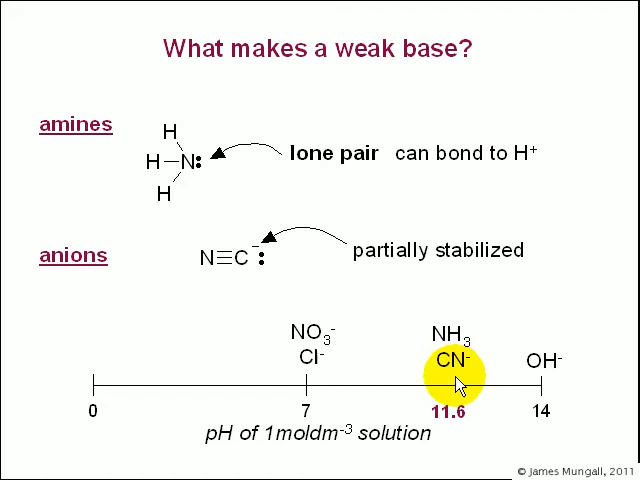 What makes a weak base?
amines
H
H N:
H
lone pair can bond to H⁺
anions
N≡C⁻:
partially stabilized
NO₃⁻ NH₃
Cl⁻ CN⁻ OH⁻
0 7 11.6 14
pH of 1moldm⁻³ solution
© James Mungall, 2011